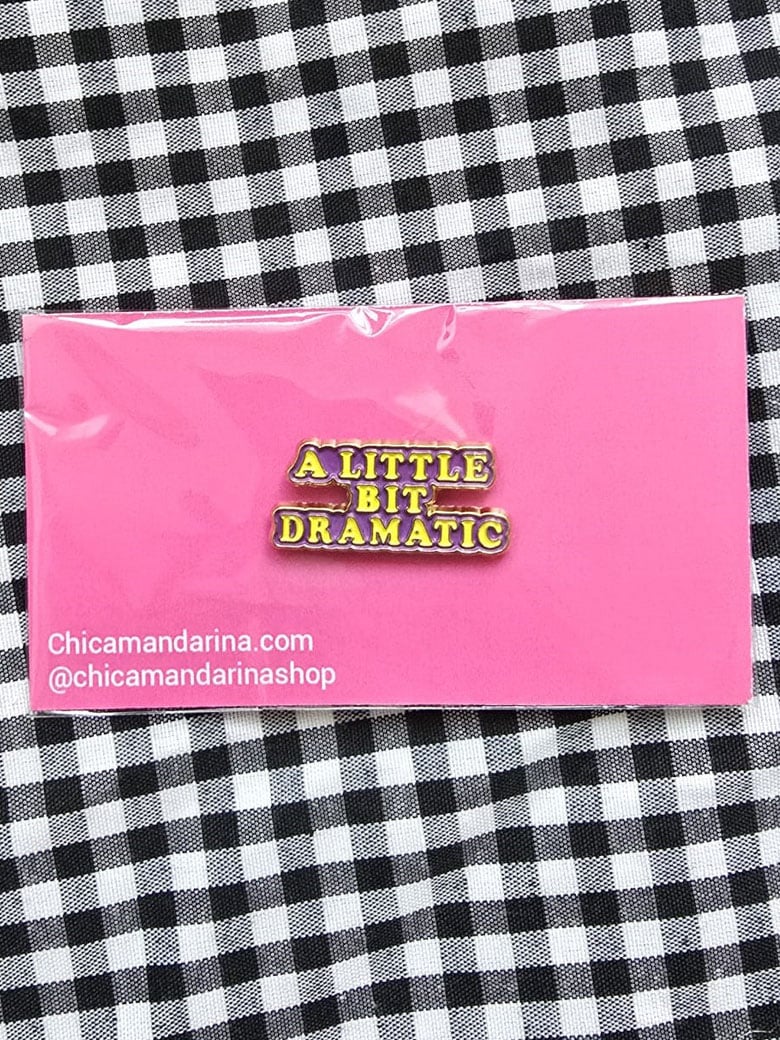 A LITTLE
BIT
DRAMATIC
Chicamandarina.com
@chicamandarinashop